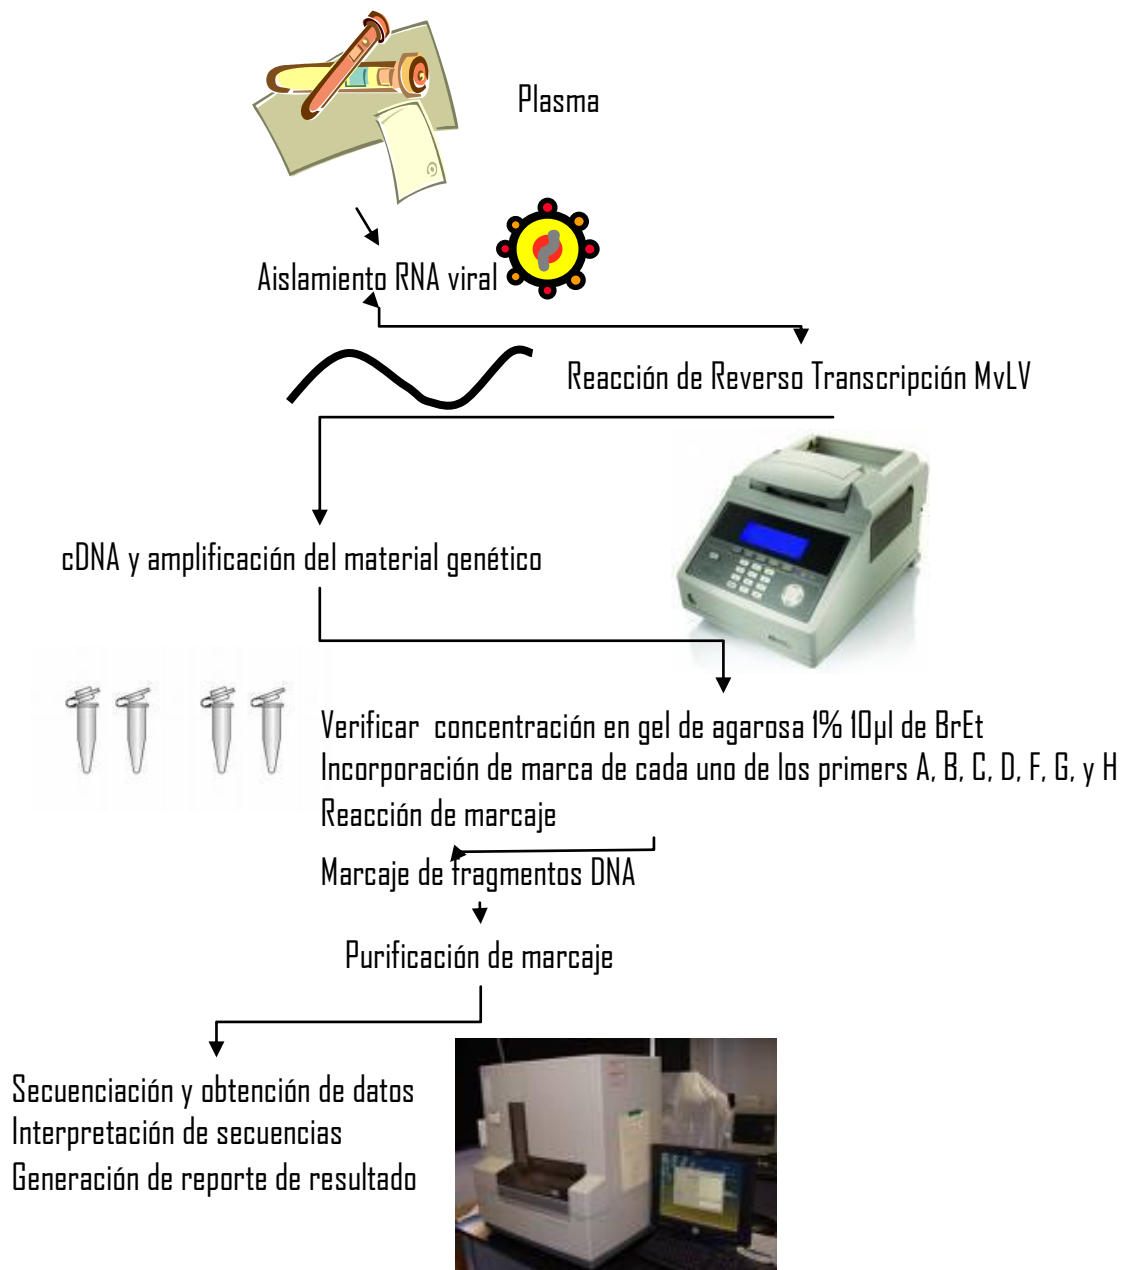 Plasma
Aislamiento RNA viral
Reacción de Reverso Transcripción MvLV
cDNA y amplificación del material genético
Verificar concentración en gel de agarosa 1% 10µl de BrEt
Incorporación de marca de cada uno de los primers A, B, C, D, F, G, y H
Reacción de marcaje
Marcaje de fragmentos DNA
Purificación de marcaje
Secuenciación y obtención de datos
Interpretación de secuencias
Generación de reporte de resultado